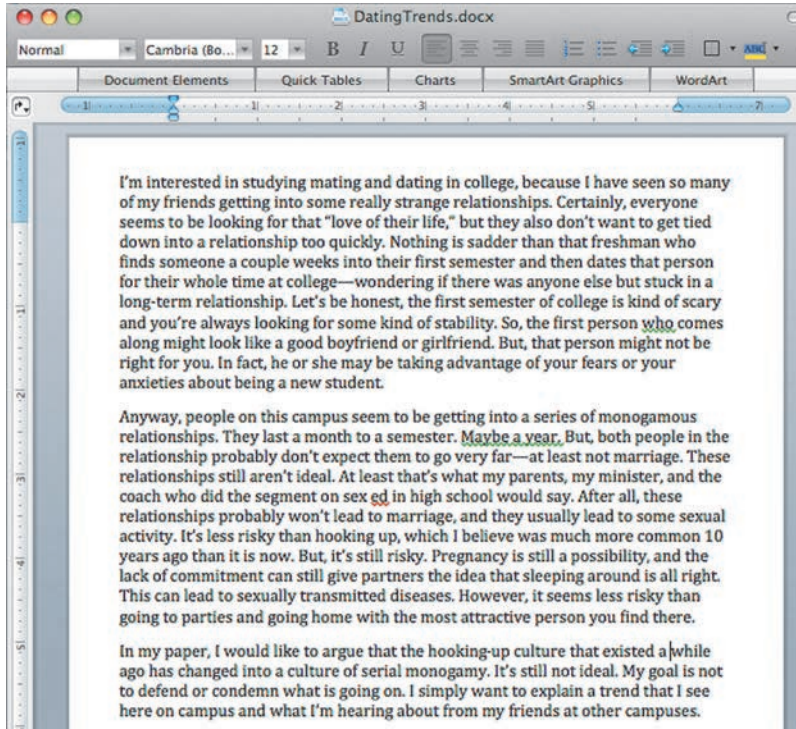 DatingTrends.docx
Normal Cambria (Bo... 12 B I U ABC
Document Elements Quick Tables Charts SmartArt Graphics WordArt
1 1 2 3 4 5 7
I'm interested in studying mating and dating in college, because I have seen so many
of my friends getting into some really strange relationships. Certainly, everyone
seems to be looking for that "love of their life," but they also don't want to get tied
down into a relationship too quickly. Nothing is sadder than that freshman who
finds someone a couple weeks into their first semester and then dates that person
for their whole time at college—wondering if there was anyone else but stuck in a
long-term relationship. Let's be honest, the first semester of college is kind of scary
and you're always looking for some kind of stability. So, the first person who comes
along might look like a good boyfriend or girlfriend. But, that person might not be
right for you. In fact, he or she may be taking advantage of your fears or your
anxieties about being a new student.
Anyway, people on this campus seem to be getting into a series of monogamous
relationships. They last a month to a semester. Maybe a year. But, both people in the
relationship probably don't expect them to go very far—at least not marriage. These
relationships still aren't ideal. At least that's what my parents, my minister, and the
coach who did the segment on sex ed in high school would say. After all, these
relationships probably won't lead to marriage, and they usually lead to some sexual
activity. It's less risky than hooking up, which I believe was much more common 10
years ago than it is now. But, it's still risky. Pregnancy is still a possibility, and the
lack of commitment can still give partners the idea that sleeping around is all right.
This can lead to sexually transmitted diseases. However, it seems less risky than
going to parties and going home with the most attractive person you find there.
In my paper, I would like to argue that the hooking-up culture that existed a while
ago has changed into a culture of serial monogamy. It's still not ideal. My goal is not
to defend or condemn what is going on. I simply want to explain a trend that I see
here on campus and what I'm hearing about from my friends at other campuses.